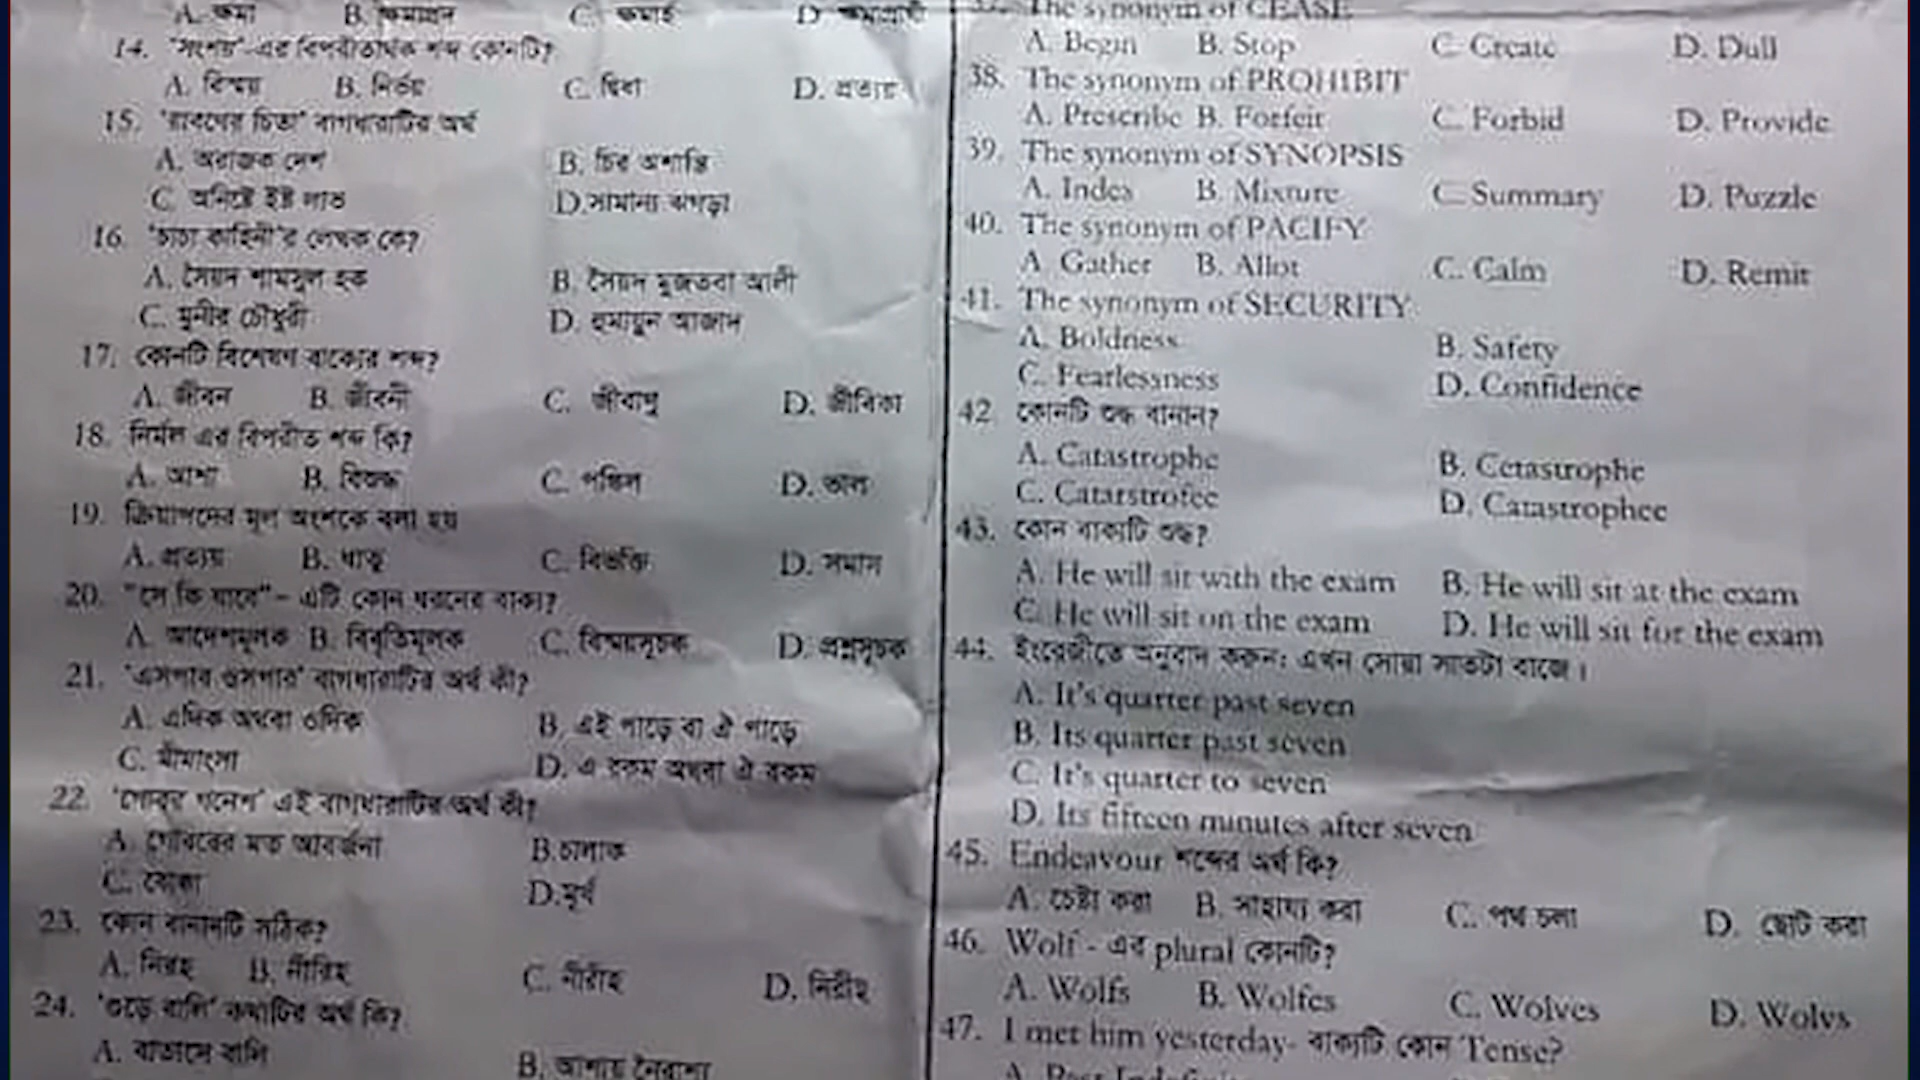 A. ক্ষমা B. ক্ষিমাপ্রন C. ক্ষমার্হ D. ক্ষমাপ্রার্থী
14. 'সংশয়'-এর বিপরীতার্থক শব্দ কোনটি?
A. বিস্ময় B. নির্ভয় C. দ্বিধা D. প্রত্যয়
15. 'রাবণের চিতা' বাগধারাটির অর্থ
A. অরাজক দেশ B. চির অশান্তি
C. অনিষ্টে ইষ্ট লাভ D.সামান্য ঝগড়া
16. 'চাচা কাহিনী'র লেখক কে?
A. সৈয়দ শামসুল হক B. সৈয়দ মুজতবা আলী
C. মুনীর চৌধুরী D. হুমায়ুন আজাদ
17. কোনটি বিশেষণ বাক্যের শব্দ?
A. জীবন B. জীবনী C. জীবাণু D. জীবিকা
18. নির্মল এর বিপরীত শব্দ কি?
A. আশা B. বিশুদ্ধ C. পঙ্কিল D. ভাল
19. ক্রিয়াপদের মূল অংশকে বলা হয়
A. প্রত্যয় B. ধাতু C. বিভক্তি D. সমাস
20. "সে কি যাবে"- এটি কোন ধরনের বাক্য?
A. আদেশমূলক B. বিবৃতিমূলক C. বিস্ময়সূচক D. প্রশ্নসূচক
21. 'এসপার ওসপার' বাগধারাটির অর্থ কী?
A. এদিক অথবা ওদিক B. এই পাড়ে বা ঐ পাড়ে
C. মীমাংসা D. এ রকম অথবা ঐ রকম
22. 'গোবর গনেশ' এই বাগধারাটির অর্থ কী?
A. গোবরের মত আবর্জনা B.চালাক
C. বোকা D.মূর্খ
23. কোন বানানটি সঠিক?
A. নিরহ B. নীরিহ C. নীরীহ D. নিরীহ
24. 'গুড়ে বালি' কথাটির অর্থ কি?
A. বাতাসে বালি B. আশায় নৈরাশ্য
37. The synonym of CEASE
A. Begin B. Stop C. Create D. Dull
38. The synonym of PROHIBIT
A. Prescribe B. Forfeit C. Forbid D. Provide
39. The synonym of SYNOPSIS
A. Index B. Mixture C. Summary D. Puzzle
40. The synonym of PACIFY
A. Gather B. Allot C. Calm D. Remit
41. The synonym of SECURITY
A. Boldness B. Safety
C. Fearlessness D. Confidence
42. কোনটি শুদ্ধ বানান?
A. Catastrophe B. Cetastrophe
C. Catarstrofee D. Catastrophee
43. কোন বাক্যটি শুদ্ধ?
A. He will sit with the exam B. He will sit at the exam
C. He will sit on the exam D. He will sit for the exam
44. ইংরেজীতে অনুবাদ করুন: এখন সোয়া সাতটা বাজে।
A. It's quarter past seven
B. Its quarter past seven
C. It's quarter to seven
D. Its fifteen minutes after seven
45. Endeavour শব্দের অর্থ কি?
A. চেষ্টা করা B. সাহায্য করা C. পথ চলা D. ছোট করা
46. Wolf - এর plural কোনটি?
A. Wolfs B. Wolfes C. Wolves D. Wolvs
47. I met him yesterday- বাক্যটি কোন Tense?
A. Past Indefinite